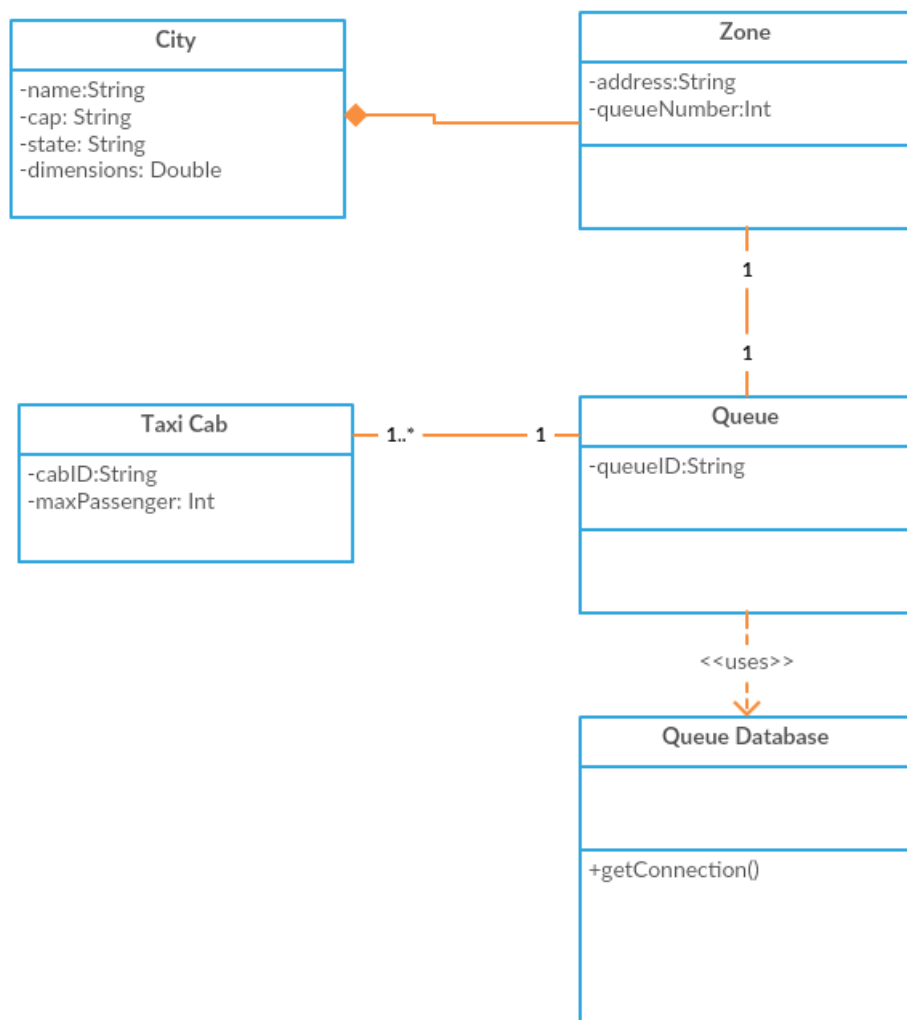 City
-name:String
-cap: String
-state: String
-dimensions: Double
Zone
-address:String
-queueNumber:Int
1
1
Taxi Cab
-cabID:String
-maxPassenger: Int
1..*
1
Queue
-queueID:String
<<uses>>
Queue Database
+getConnection()